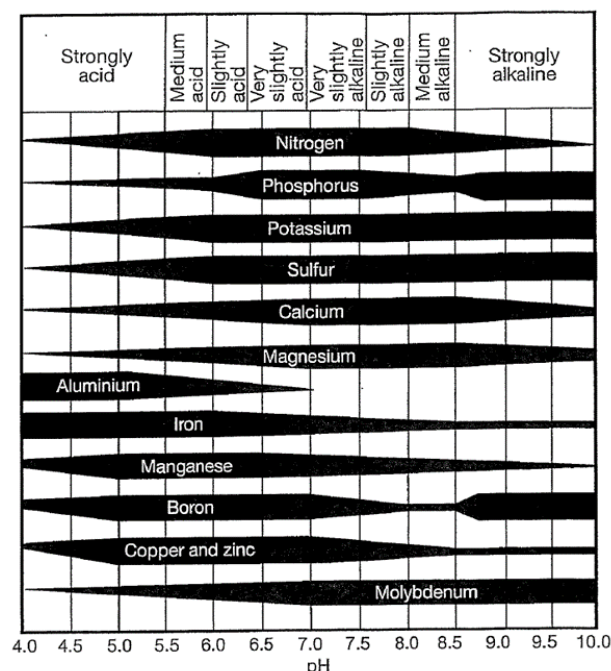 Strongly
acid
Medium
acid
Slightly
acid
Very
slightly
acid
Very
slightly
alkaline
Slightly
alkaline
Medium
alkaline
Strongly
alkaline
Nitrogen
Phosphorus
Potassium
Sulfur
Calcium
Magnesium
Aluminium
Iron
Manganese
Boron
Copper and zinc
Molybdenum
4.0 4.5 5.0 5.5 6.0 6.5 7.0 7.5 8.0 8.5 9.0 9.5 10.0
pH